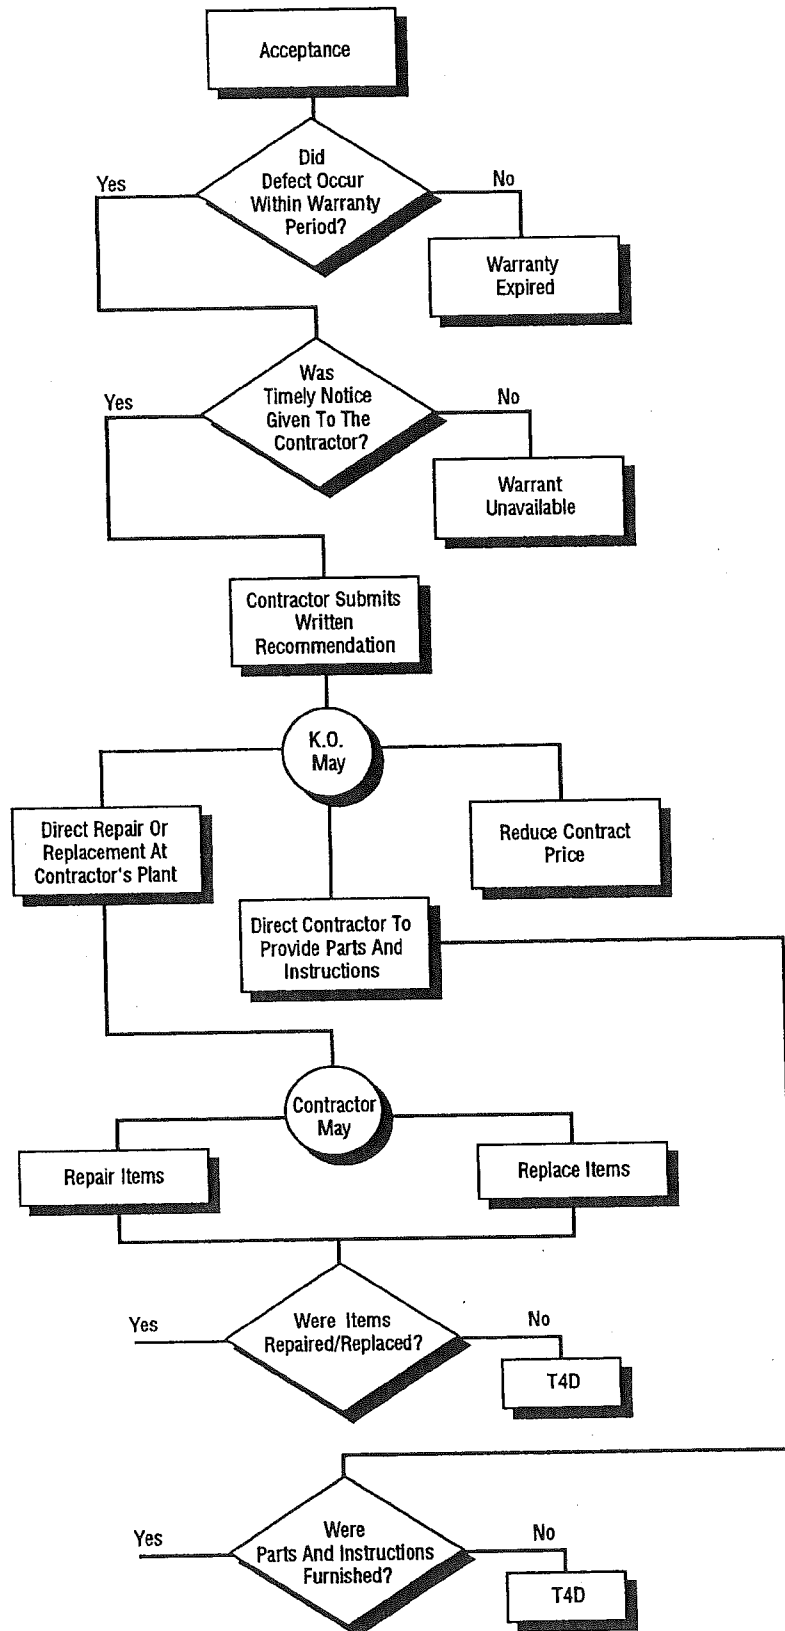 Acceptance
Did
Defect Occur
Within Warranty
Period?
Yes
No
Warranty
Expired
Was
Timely Notice
Given To The
Contractor?
Yes
No
Warrant
Unavailable
Contractor Submits
Written
Recommendation
K.O.
May
Direct Repair Or
Replacement At
Contractor's Plant
Reduce Contract
Price
Direct Contractor To
Provide Parts And
Instructions
Contractor
May
Repair Items
Replace Items
Were Items
Repaired/Replaced?
Yes
No
T4D
Were
Parts And Instructions
Furnished?
Yes
No
T4D